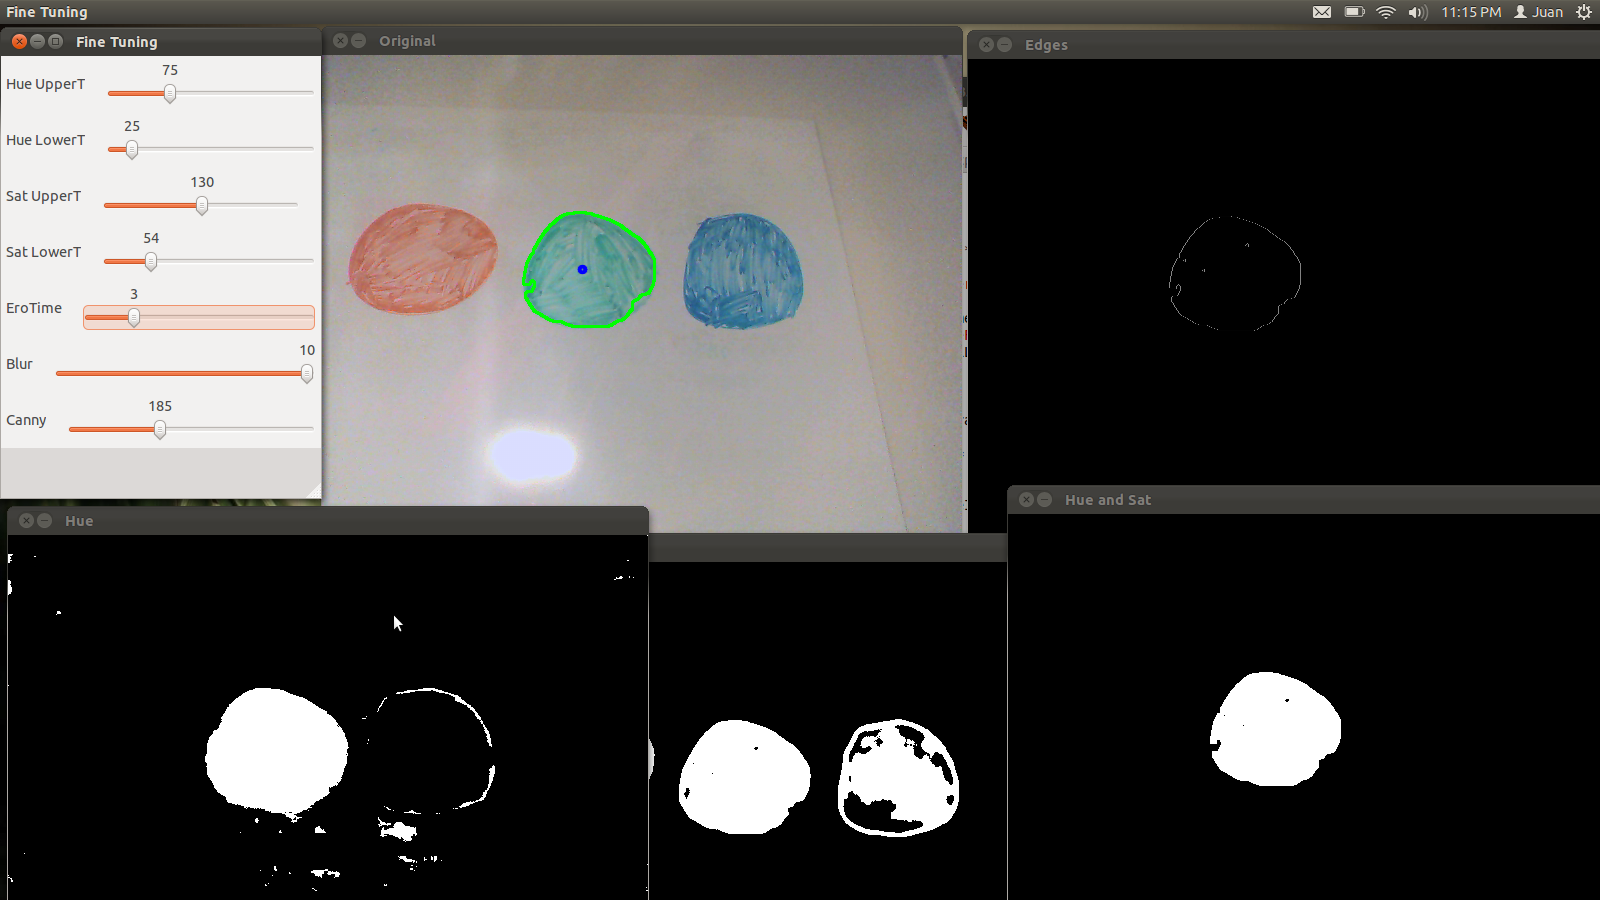 Fine Tuning
11:15 PM
Juan
Fine Tuning
Original
Edges
75
Hue UpperT
25
Hue LowerT
130
Sat UpperT
54
Sat LowerT
3
EroTime
10
Blur
185
Canny
Hue
Hue and Sat